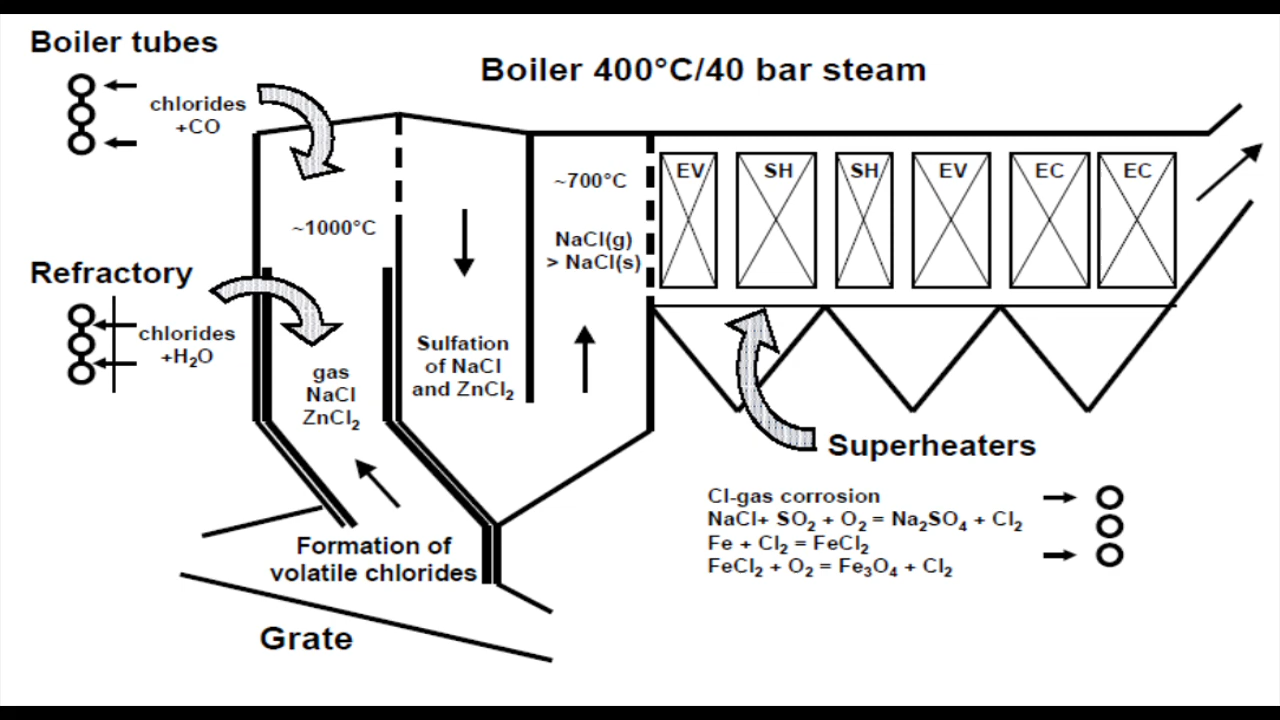 Boiler tubes
chlorides
+CO
Boiler 400°C/40 bar steam
EV
SH
SH
EV
EC
EC
~700°C
~1000°C
NaCl(g)
> NaCl(s)
Refractory
chlorides
+H₂O
Sulfation
of NaCl
and ZnCl₂
gas
NaCl
ZnCl₂
Superheaters
Cl-gas corrosion
NaCl+ SO₂ + O₂ = Na₂SO₄ + Cl₂
Fe + Cl₂ = FeCl₂
FeCl₂ + O₂ = Fe₃O₄ + Cl₂
Formation of
volatile chlorides
Grate